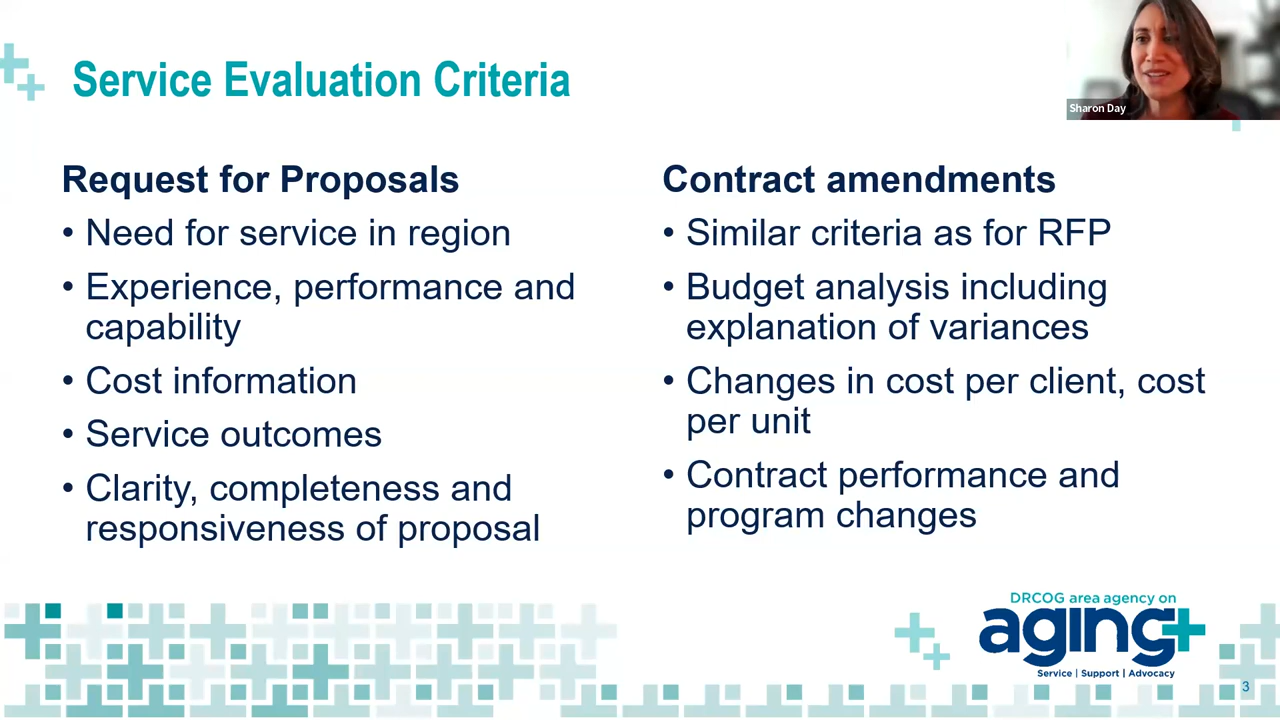 Service Evaluation Criteria
Sharon Day
Request for Proposals
• Need for service in region
• Experience, performance and
capability
• Cost information
• Service outcomes
• Clarity, completeness and
responsiveness of proposal
Contract amendments
• Similar criteria as for RFP
• Budget analysis including
explanation of variances
• Changes in cost per client, cost
per unit
• Contract performance and
program changes
DRCOG area agency on
aging+
Service | Support | Advocacy
3